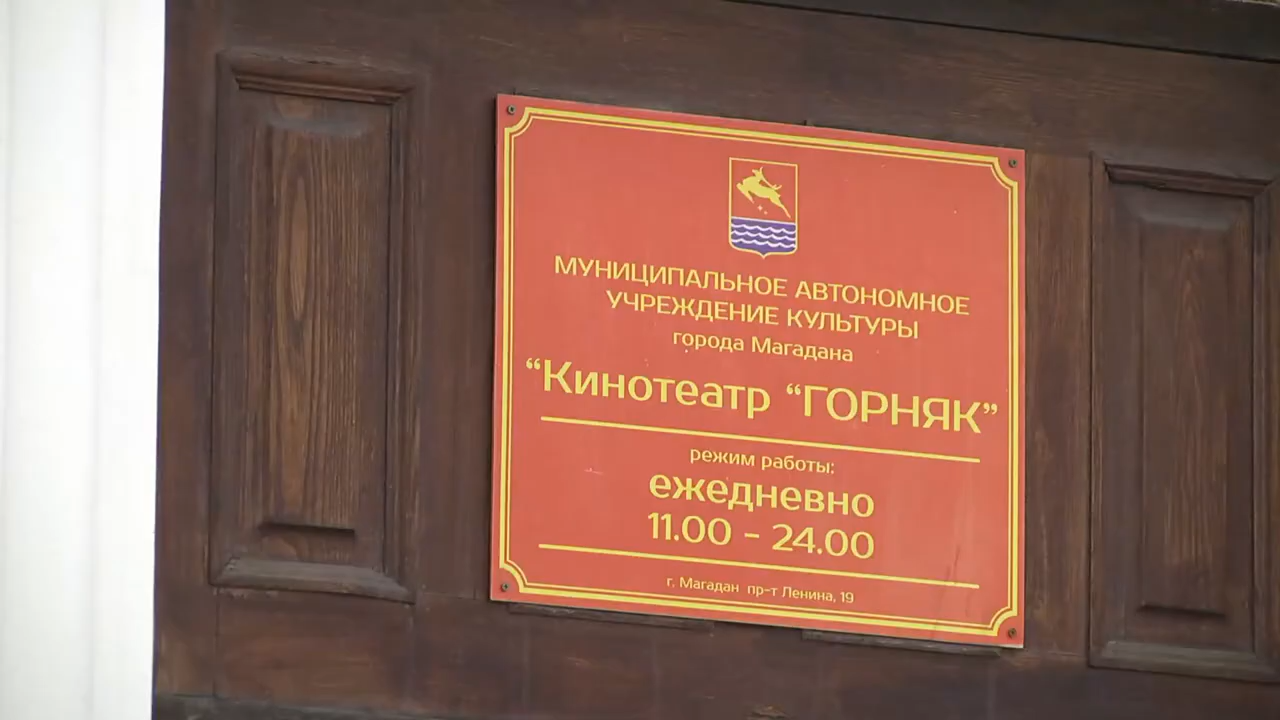 МУНИЦИПАЛЬНОЕ АВТОНОМНОЕ
УЧРЕЖДЕНИЕ КУЛЬТУРЫ
города Магадана
“Кинотеатр “ГОРНЯК”
режим работы:
ежедневно
11.00 - 24.00
г. Магадан пр-т Ленина, 19